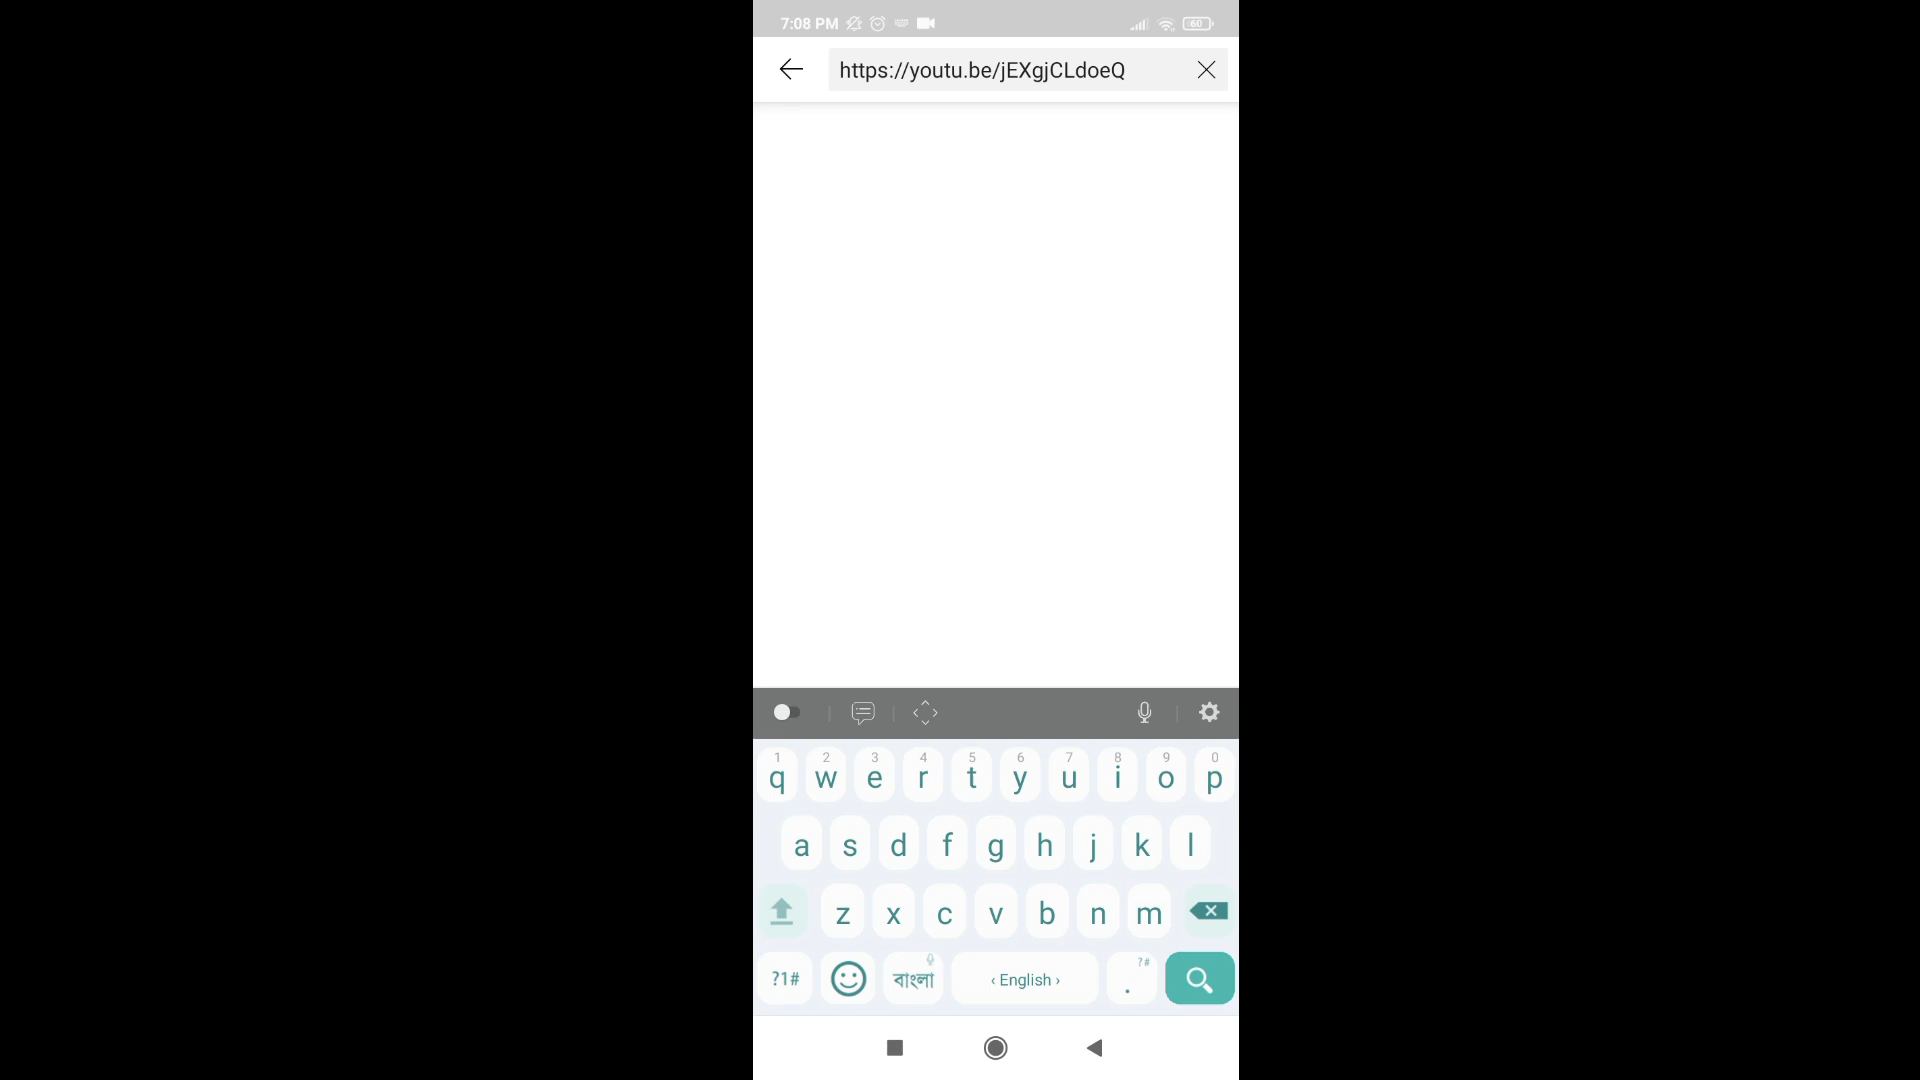 7:08 PM
60
https://youtu.be/jEXgjCLdoeQ
1 2 3 4 5 6 7 8 9 0
q w e r t y u i o p
a s d f g h j k l
z x c v b n m
?1# বাংলা ‹ English › . ?#